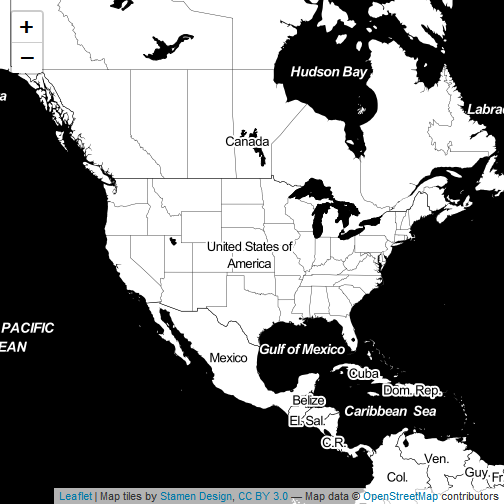 +
−
Hudson Bay
a
Labra
Canada
United States of
America
PACIFIC
EAN
Mexico
Gulf of Mexico
Cuba
Dom. Rep.
Belize
Caribbean Sea
El. Sal.
C.R.
Ven.
Col.
Guy.
Fr
Leaflet | Map tiles by Stamen Design, CC BY 3.0 — Map data © OpenStreetMap contributors